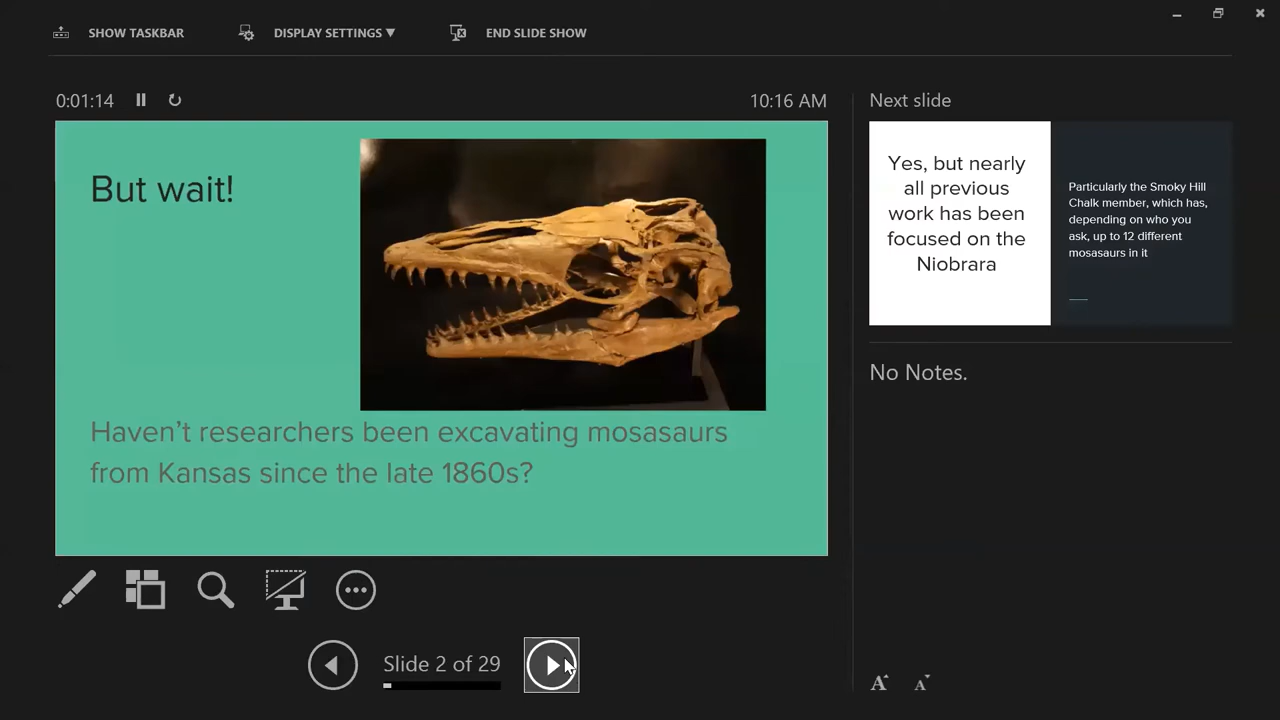 SHOW TASKBAR
DISPLAY SETTINGS ▼
END SLIDE SHOW
0:01:14
10:16 AM
Next slide
But wait!
Haven’t researchers been excavating mosasaurs
from Kansas since the late 1860s?
Yes, but nearly
all previous
work has been
focused on the
Niobrara
Particularly the Smoky Hill
Chalk member, which has,
depending on who you
ask, up to 12 different
mosasaurs in it
No Notes.
Slide 2 of 29
A A